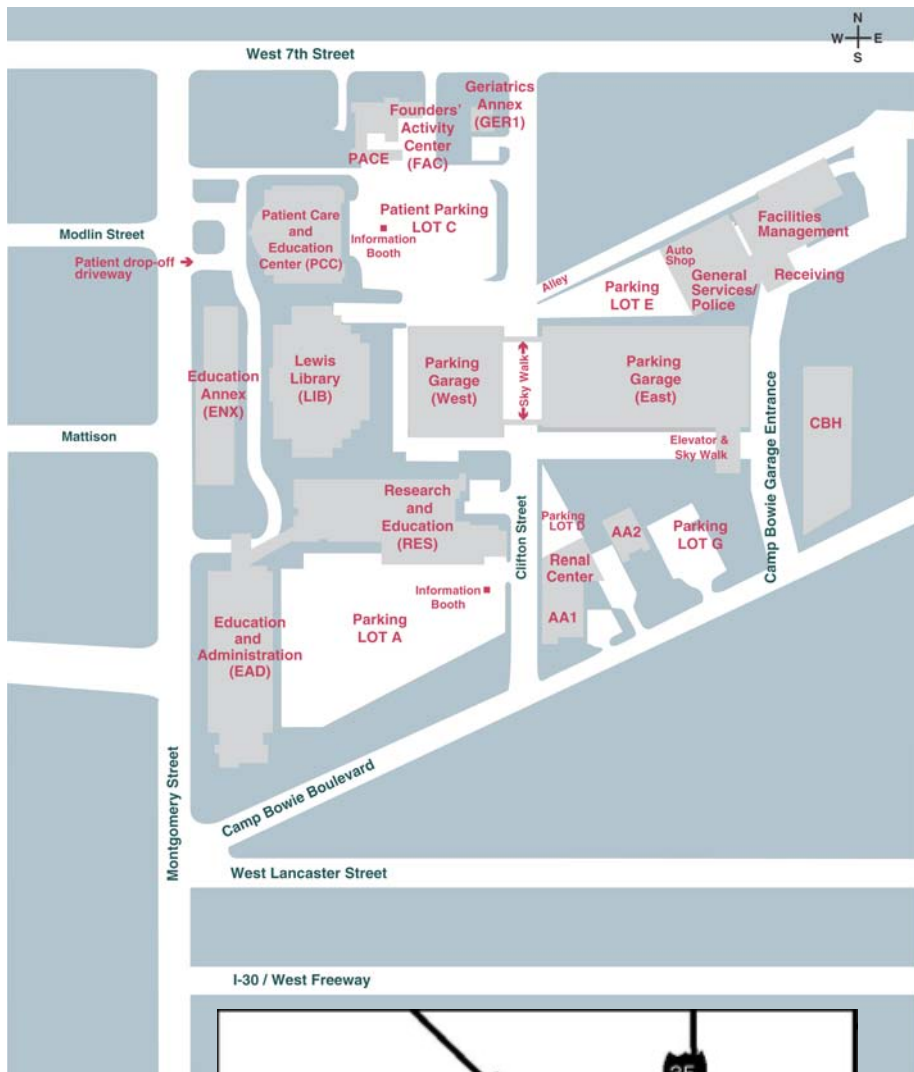 N
W E
S
West 7th Street
Geriatrics
Annex
(GER1)
Founders'
Activity
Center
(FAC)
PACE
Patient Care
and
Education
Center (PCC)
Patient Parking
LOT C
Information
Booth
Facilities
Management
Modlin Street
Patient drop-off
driveway
Auto
Shop
General
Services/
Police
Receiving
Alley
Parking
LOT E
Education
Annex
(ENX)
Lewis
Library
(LIB)
Parking
Garage
(West)
Sky Walk
Parking
Garage
(East)
CBH
Mattison
Elevator &
Sky Walk
Camp Bowie Garage Entrance
Research
and
Education
(RES)
Clifton Street
Parking
LOT D
AA2
Parking
LOT G
Renal
Center
AA1
Information
Booth
Parking
LOT A
Education
and
Administration
(EAD)
Montgomery Street
Camp Bowie Boulevard
West Lancaster Street
I-30 / West Freeway
35